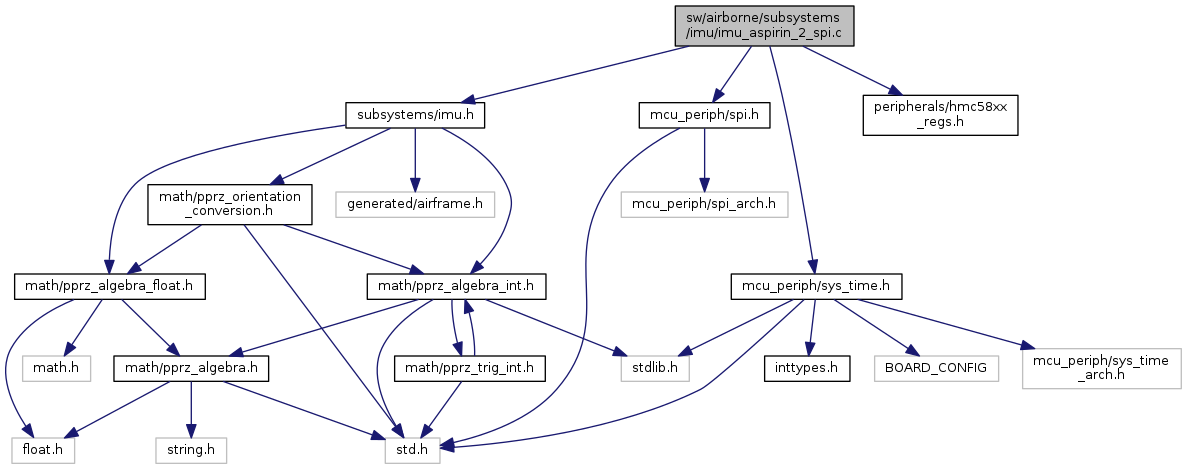 sw/airborne/subsystems
/imu/imu_aspirin_2_spi.c
subsystems/imu.h
mcu_periph/spi.h
peripherals/hmc58xx
_regs.h
math/pprz_orientation
_conversion.h
generated/airframe.h
mcu_periph/spi_arch.h
math/pprz_algebra_float.h
math/pprz_algebra_int.h
mcu_periph/sys_time.h
math.h
math/pprz_algebra.h
math/pprz_trig_int.h
stdlib.h
inttypes.h
BOARD_CONFIG
mcu_periph/sys_time
_arch.h
float.h
string.h
std.h